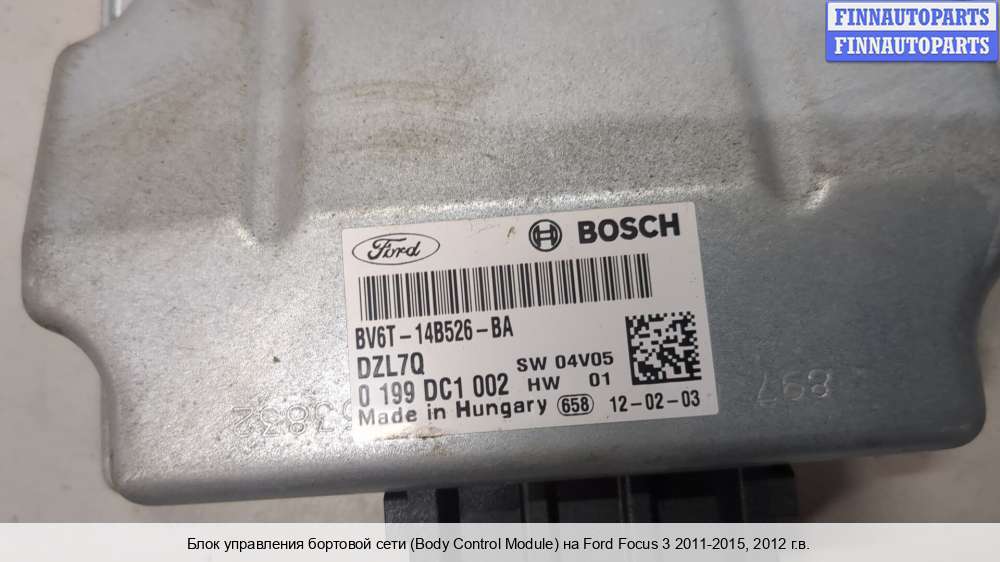 FINNAUTOPARTS
FINNAUTOPARTS
Ford
BOSCH
BV6T-14B526-BA
DZL7Q
SW 04V05
0 199 DC1 002
HW 01
Made in Hungary 658 12-02-03
Блок управления бортовой сети (Body Control Module) на Ford Focus 3 2011-2015, 2012 г.в.